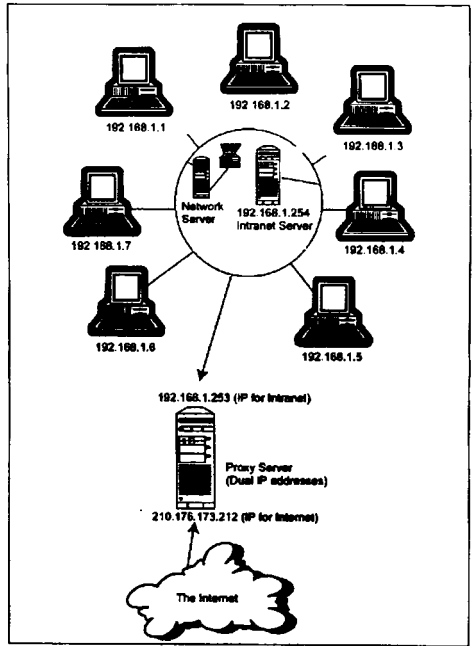 192.168.1.2
192 168.1.1
192.168.1.3
Network
Server
192.168.1.254
Intranet Server
192 168.1.7
192.168.1.4
192.168.1.6
192.168.1.5
192.168.1.253 (IP for Intranet)
Proxy Server
(Dual IP addresses)
210.176.173.212 (IP for Internet)
The Internet